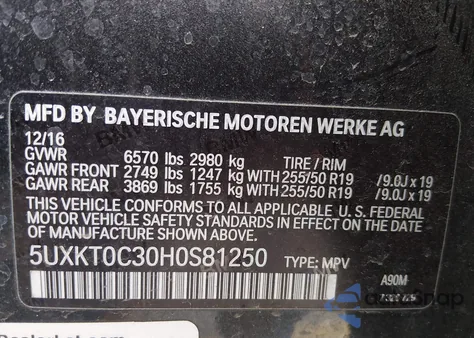 MFD BY BAYERISCHE MOTOREN WERKE AG
12/16
GVWR 6570 lbs 2980 kg TIRE / RIM
GAWR FRONT 2749 lbs 1247 kg WITH 255/50 R19 /9.0J x 19
GAWR REAR 3869 lbs 1755 kg WITH 255/50 R19 /9.0J x 19
THIS VEHICLE CONFORMS TO ALL APPLICABLE U. S. FEDERAL
MOTOR VEHICLE SAFETY STANDARDS IN EFFECT ON THE DATE
OF MANUFACTURE SHOWN ABOVE.
5UXKT0C30H0S81250 TYPE: MPV
A90M